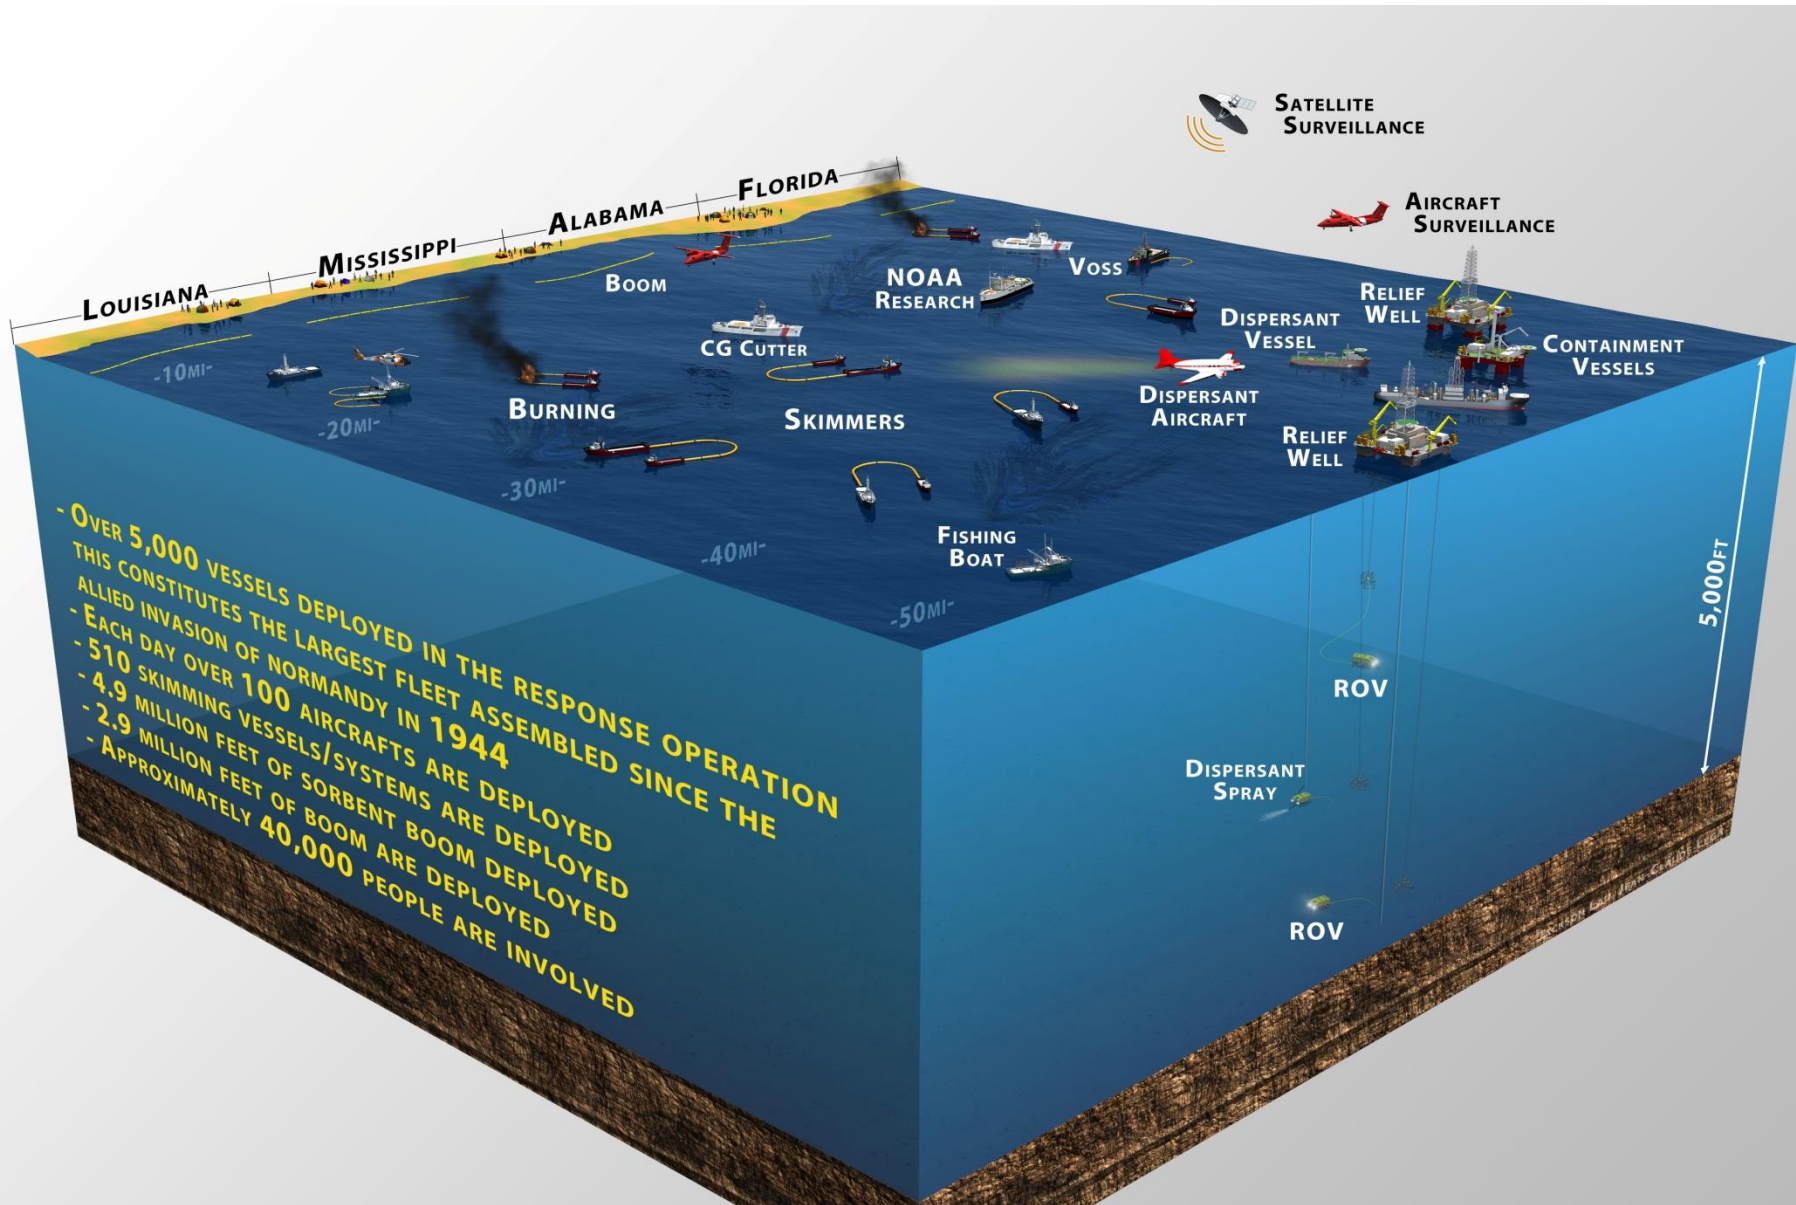 SATELLITE
SURVEILLANCE
AIRCRAFT
SURVEILLANCE
LOUISIANA
MISSISSIPPI
ALABAMA
FLORIDA
BOOM
NOAA
RESEARCH
VOSS
RELIEF
WELL
DISPERSANT
VESSEL
CONTAINMENT
VESSELS
CG CUTTER
DISPERSANT
AIRCRAFT
BURNING
SKIMMERS
RELIEF
WELL
FISHING
BOAT
-10MI-
-20MI-
-30MI-
-40MI-
-50MI-
5,000FT
ROV
DISPERSANT
SPRAY
ROV
- OVER 5,000 VESSELS DEPLOYED IN THE RESPONSE OPERATION
THIS CONSTITUTES THE LARGEST FLEET ASSEMBLED SINCE THE
ALLIED INVASION OF NORMANDY IN 1944
- EACH DAY OVER 100 AIRCRAFTS ARE DEPLOYED
- 510 SKIMMING VESSELS/SYSTEMS ARE DEPLOYED
- 4.9 MILLION FEET OF SORBENT BOOM DEPLOYED
- 2.9 MILLION FEET OF BOOM ARE DEPLOYED
- APPROXIMATELY 40,000 PEOPLE ARE INVOLVED